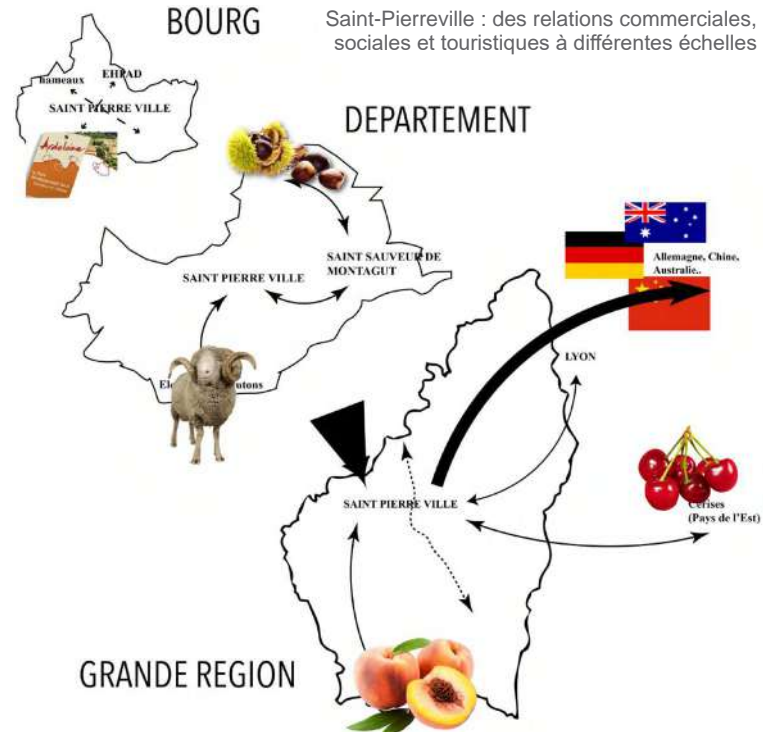 BOURG
Saint-Pierreville : des relations commerciales,
sociales et touristiques à différentes échelles
hameaux
EHPAD
SAINT PIERRE VILLE
Ardelaine
DEPARTEMENT
SAINT SAUVEUR DE
MONTAGUT
SAINT PIERRE VILLE
Allemagne, Chine,
Australie..
LYON
SAINT PIERRE VILLE
Cerises
(Pays de l'Est)
GRANDE REGION